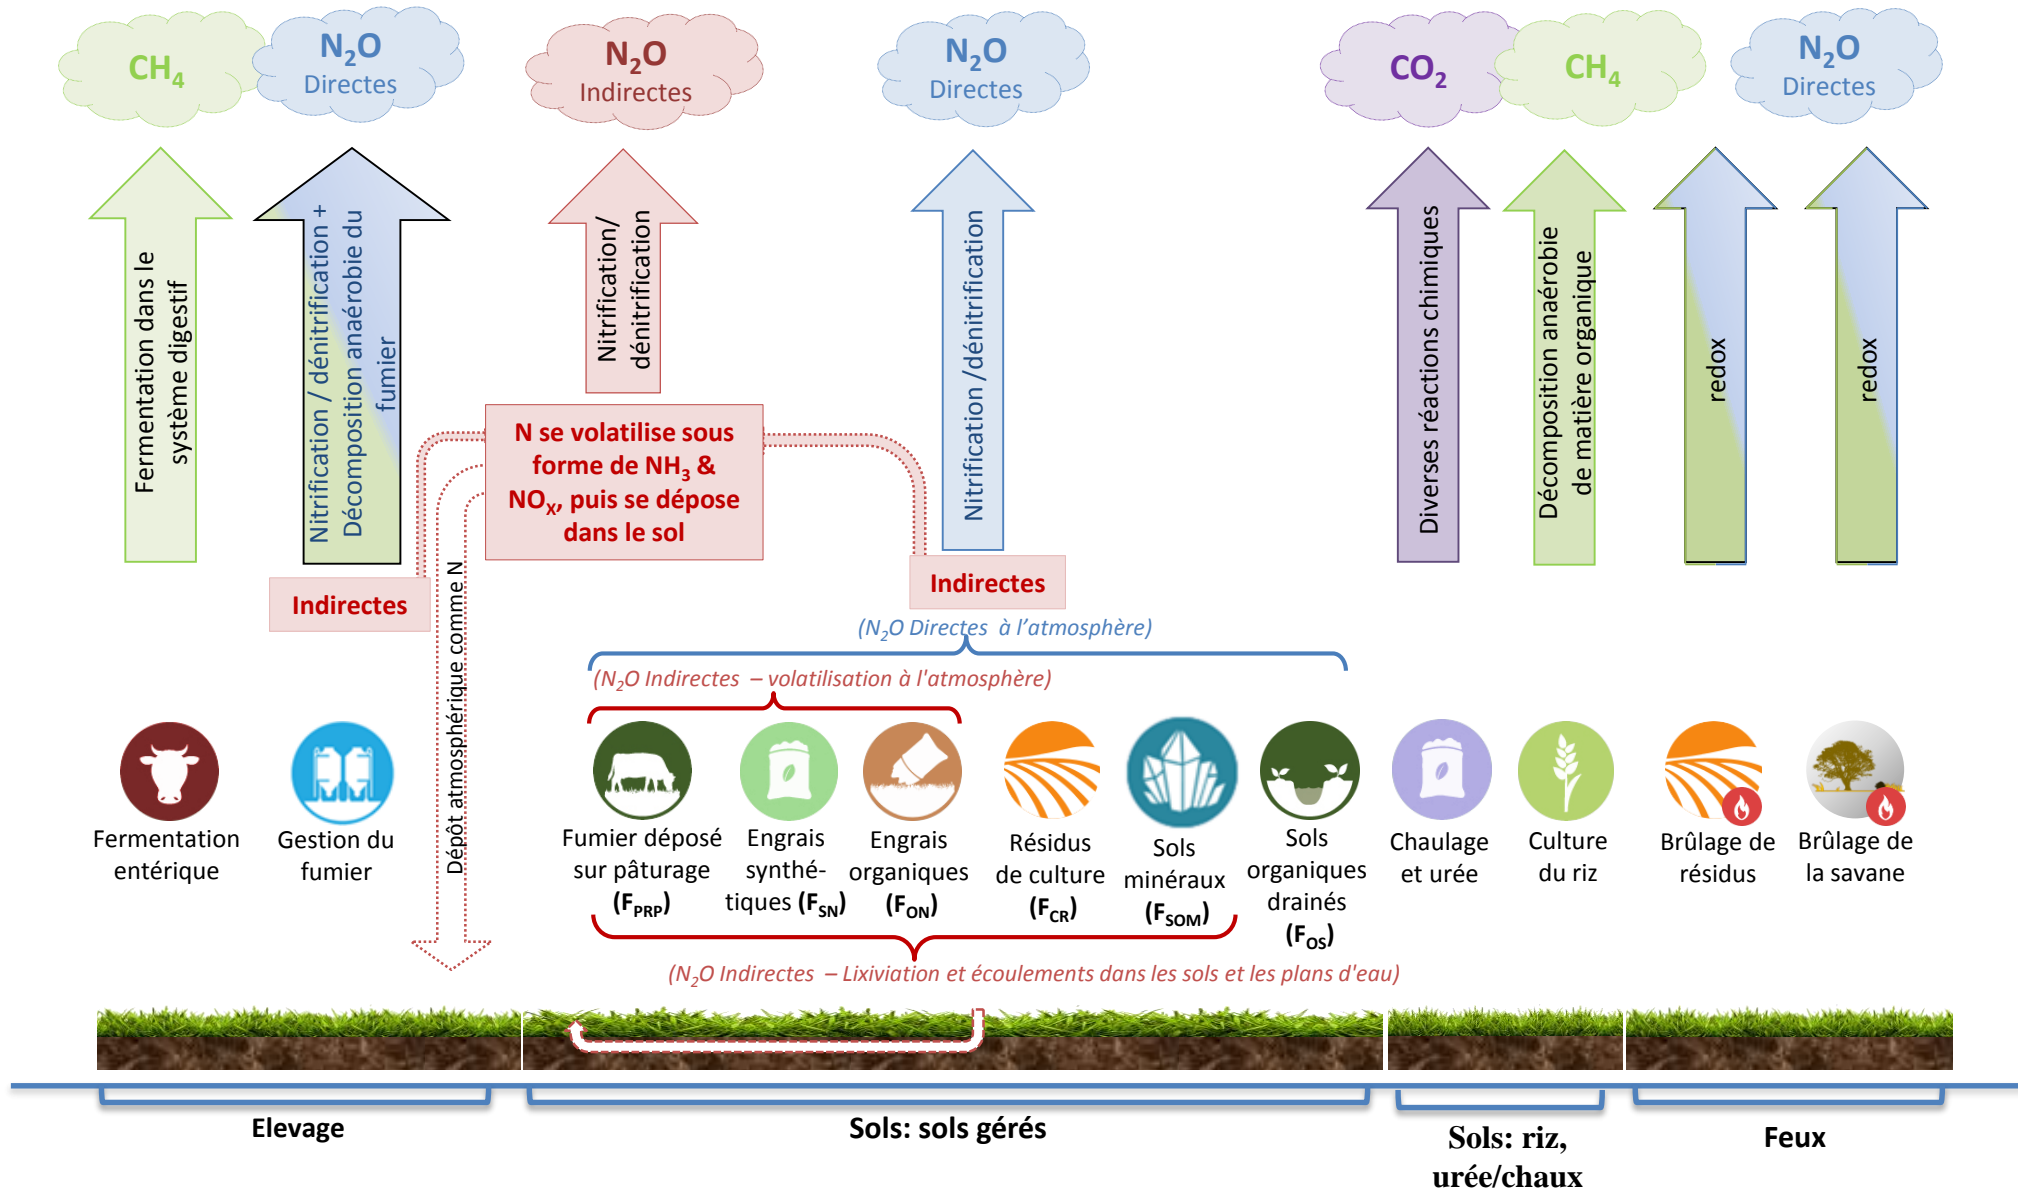 CH₄
N₂O
Directes
N₂O
Indirectes
N₂O
Directes
CO₂
CH₄
N₂O
Directes
Fermentation dans le
système digestif
Nitrification / dénitrification +
Décomposition anaérobie du
fumier
Nitrification/
dénitrification
Nitrification /dénitrification
Diverses réactions chimiques
Décomposition anaérobie
de matière organique
redox
redox
N se volatilise sous
forme de NH₃ &
NOₓ, puis se dépose
dans le sol
Indirectes
Indirectes
Dépôt atmosphérique comme N
(N₂O Directes à l’atmosphère)
(N₂O Indirectes – volatilisation à l'atmosphère)
Fermentation
entérique
Gestion du
fumier
Fumier déposé
sur pâturage
(F_PRP)
Engrais
synthé-
tiques (F_SN)
Engrais
organiques
(F_ON)
Résidus
de culture
(F_CR)
Sols
minéraux
(F_SOM)
Sols
organiques
drainés
(F_OS)
Chaulage
et urée
Culture
du riz
Brûlage de
résidus
Brûlage de
la savane
(N₂O Indirectes – Lixiviation et écoulements dans les sols et les plans d'eau)
Elevage
Sols: sols gérés
Sols: riz,
urée/chaux
Feux